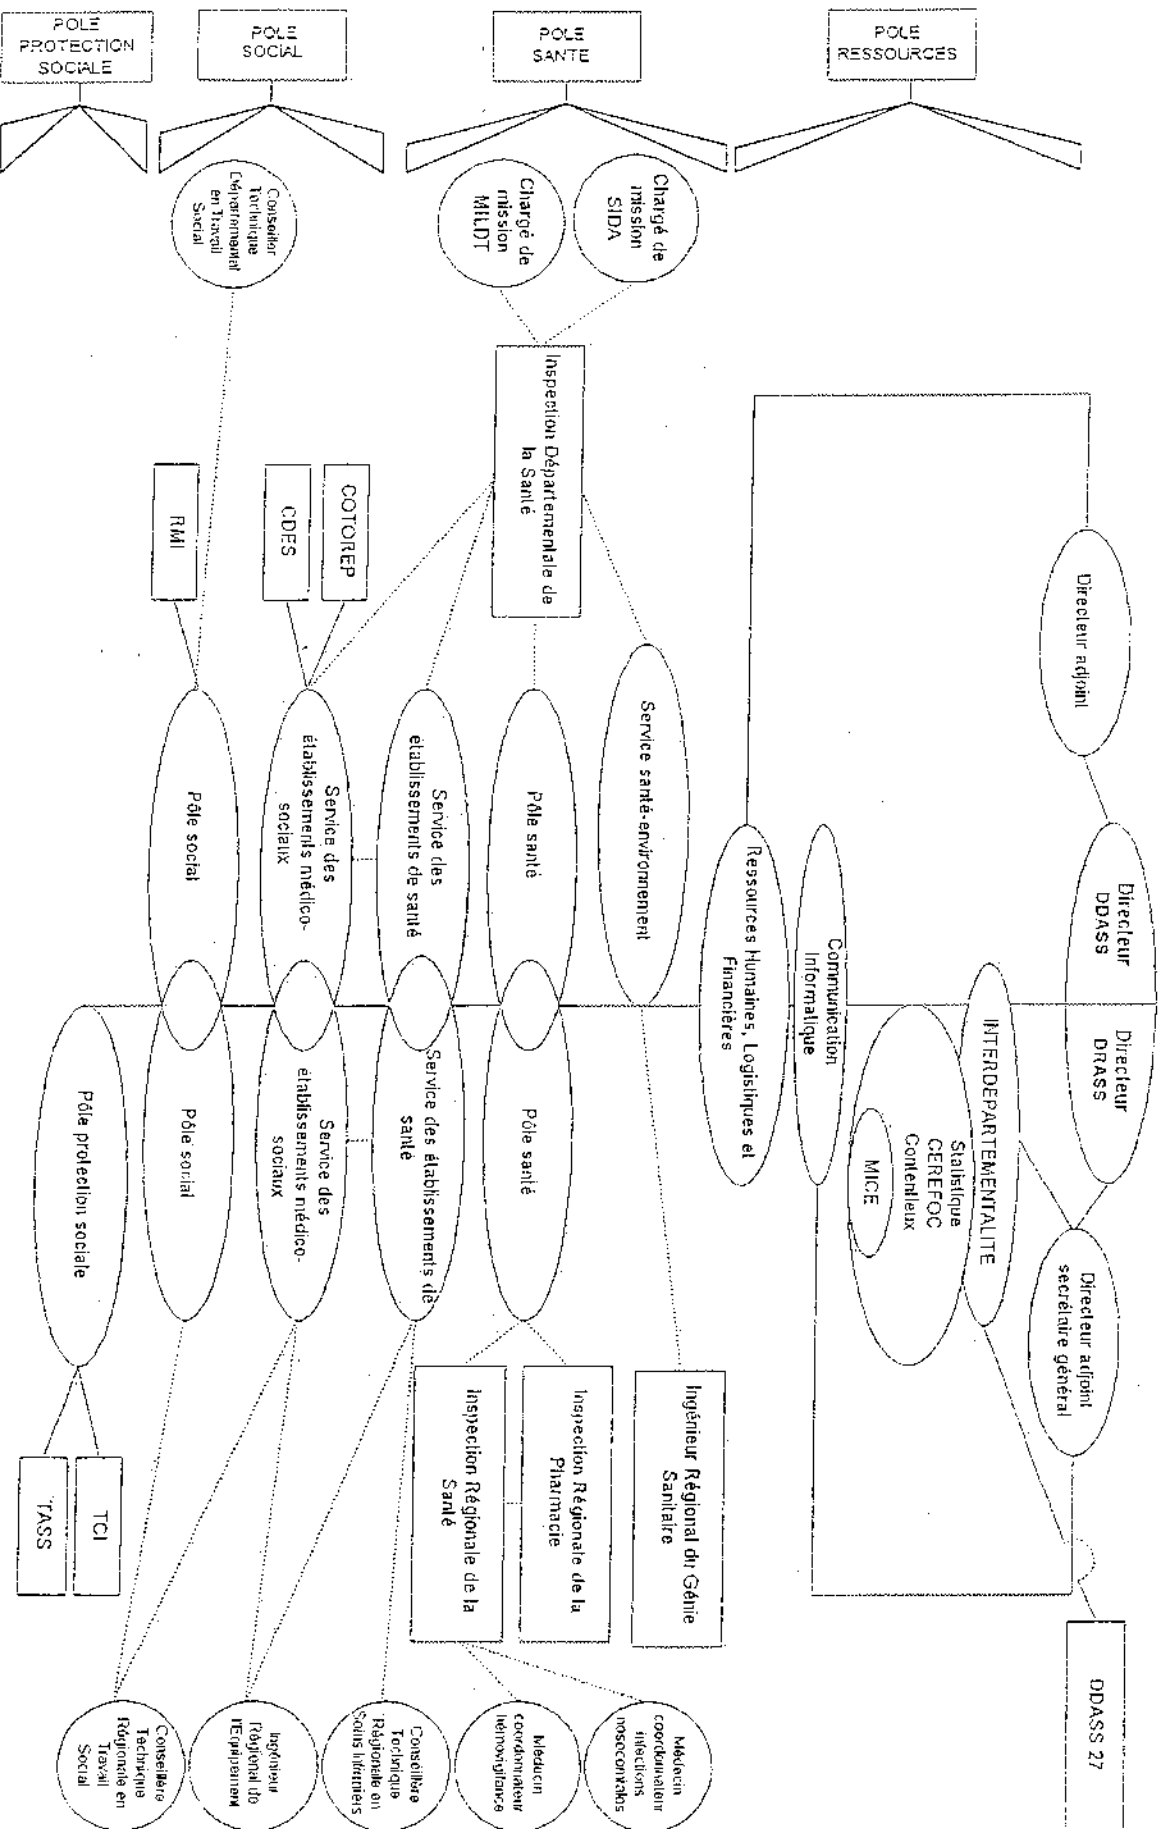 POLE
PROTECTION
SOCIALE
POLE
SOCIAL
POLE
SANTE
POLE
RESSOURCES
Conseiller
Technique
Départemental
en Travail
Social
Chargé de
mission
MILDT
Chargé de
mission
SIDA
Inspection Départementale de
la Santé
RMI
CDES
COTOREP
Directeur adjoint
Directeur
DDASS
Directeur
DRASS
Directeur adjoint
secrétaire général
DDASS 27
INTERDEPARTEMENTALITE
Statistique
CEREFOC
Contentieux
MICE
Communication
Informatique
Ressources Humaines, Logistiques et
Financières
Service santé-environnement
Pôle santé
Pôle santé
Service des
établissements de santé
Service des établissements de
santé
Service des
établissements médico-
sociaux
Service des
établissements médico-
sociaux
Pôle social
Pôle social
Pôle protection sociale
TCI
TASS
Ingénieur Régional du Génie
Sanitaire
Inspection Régionale de la
Pharmacie
Inspection Régionale de la
Santé
Médecin
coordonnateur
infections
nosocomiales
Médecin
coordonnateur
hémovigilance
Conseillère
Technique
Régionale en
Soins Infirmiers
Ingénieur
Régional de
l'Equipement
Conseillère
Technique
Régionale en
Travail
Social